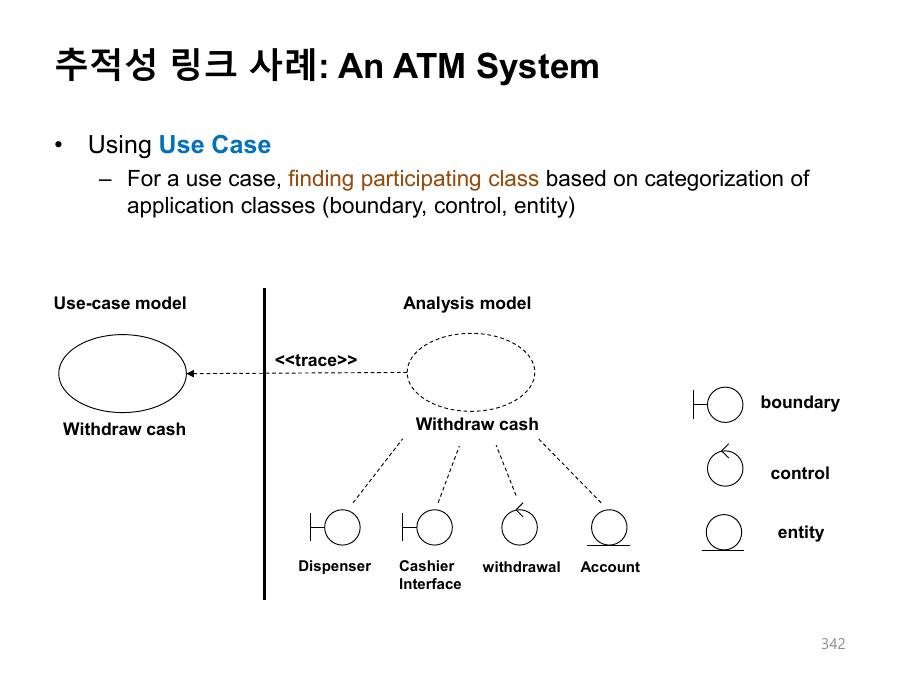 추적성 링크 사례: An ATM System
• Using Use Case
– For a use case, finding participating class based on categorization of
application classes (boundary, control, entity)
Use-case model
Analysis model
<<trace>>
Withdraw cash
Withdraw cash
boundary
control
entity
Dispenser
Cashier
Interface
withdrawal
Account
342